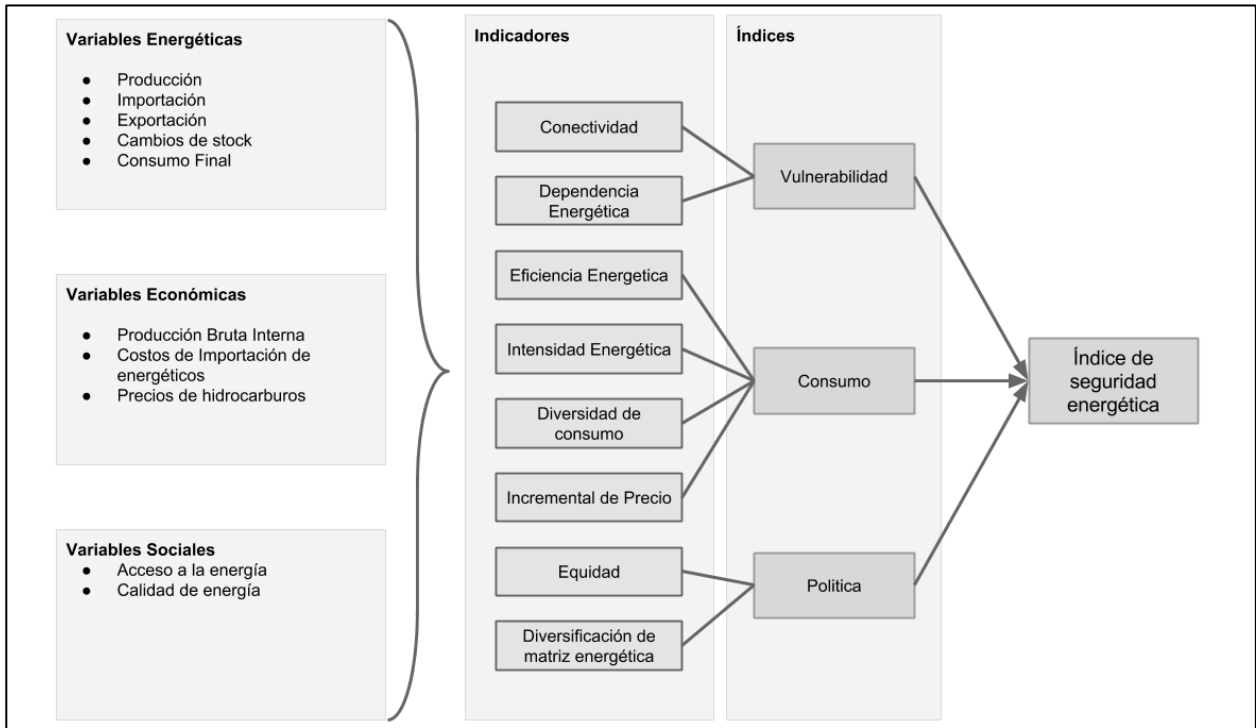 Variables Energéticas
● Producción
● Importación
● Exportación
● Cambios de stock
● Consumo Final
Variables Económicas
● Producción Bruta Interna
● Costos de Importación de
energéticos
● Precios de hidrocarburos
Variables Sociales
● Acceso a la energía
● Calidad de energía
Indicadores
Conectividad
Dependencia
Energética
Eficiencia Energetica
Intensidad Energética
Diversidad de
consumo
Incremental de Precio
Equidad
Diversificación de
matriz energética
Índices
Vulnerabilidad
Consumo
Politica
Índice de
seguridad
energética